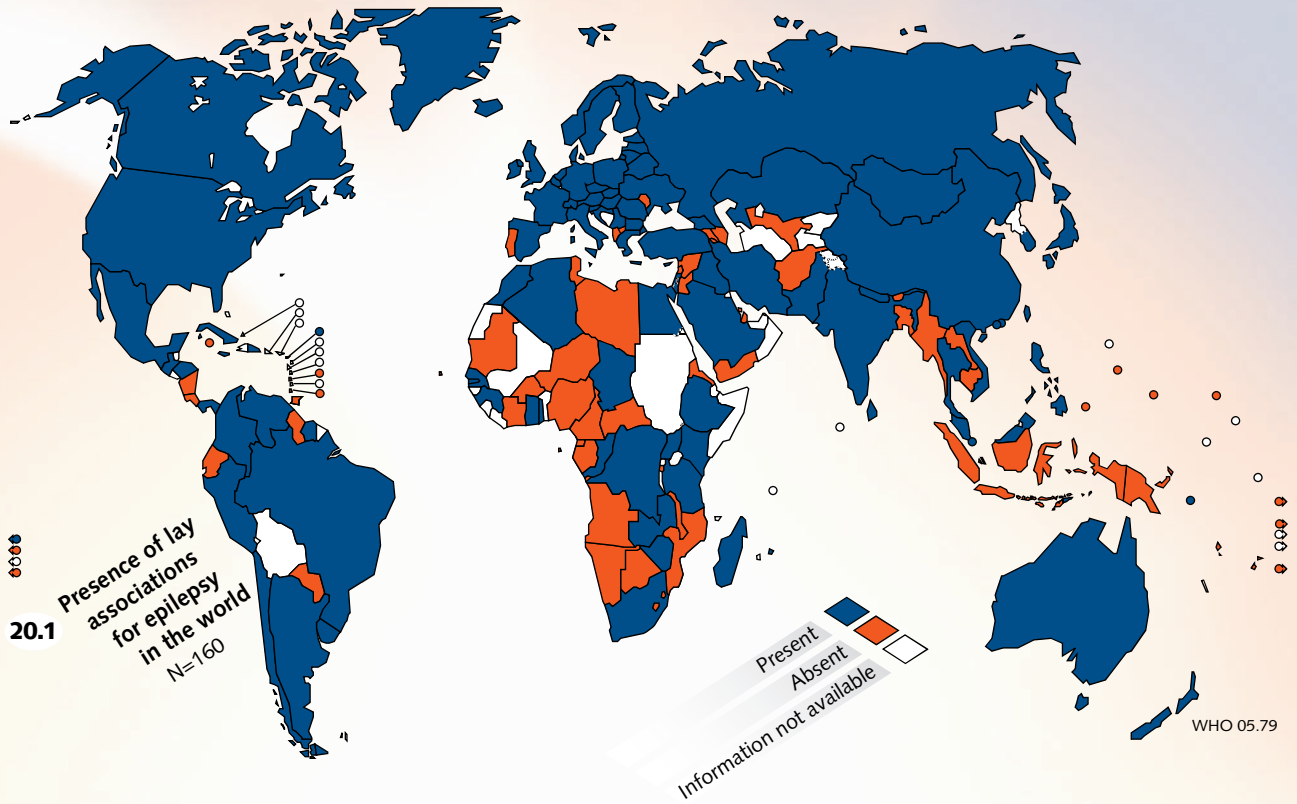 20.1
Presence of lay
associations
for epilepsy
in the world
N=160
Present
Absent
Information not available
WHO 05.79